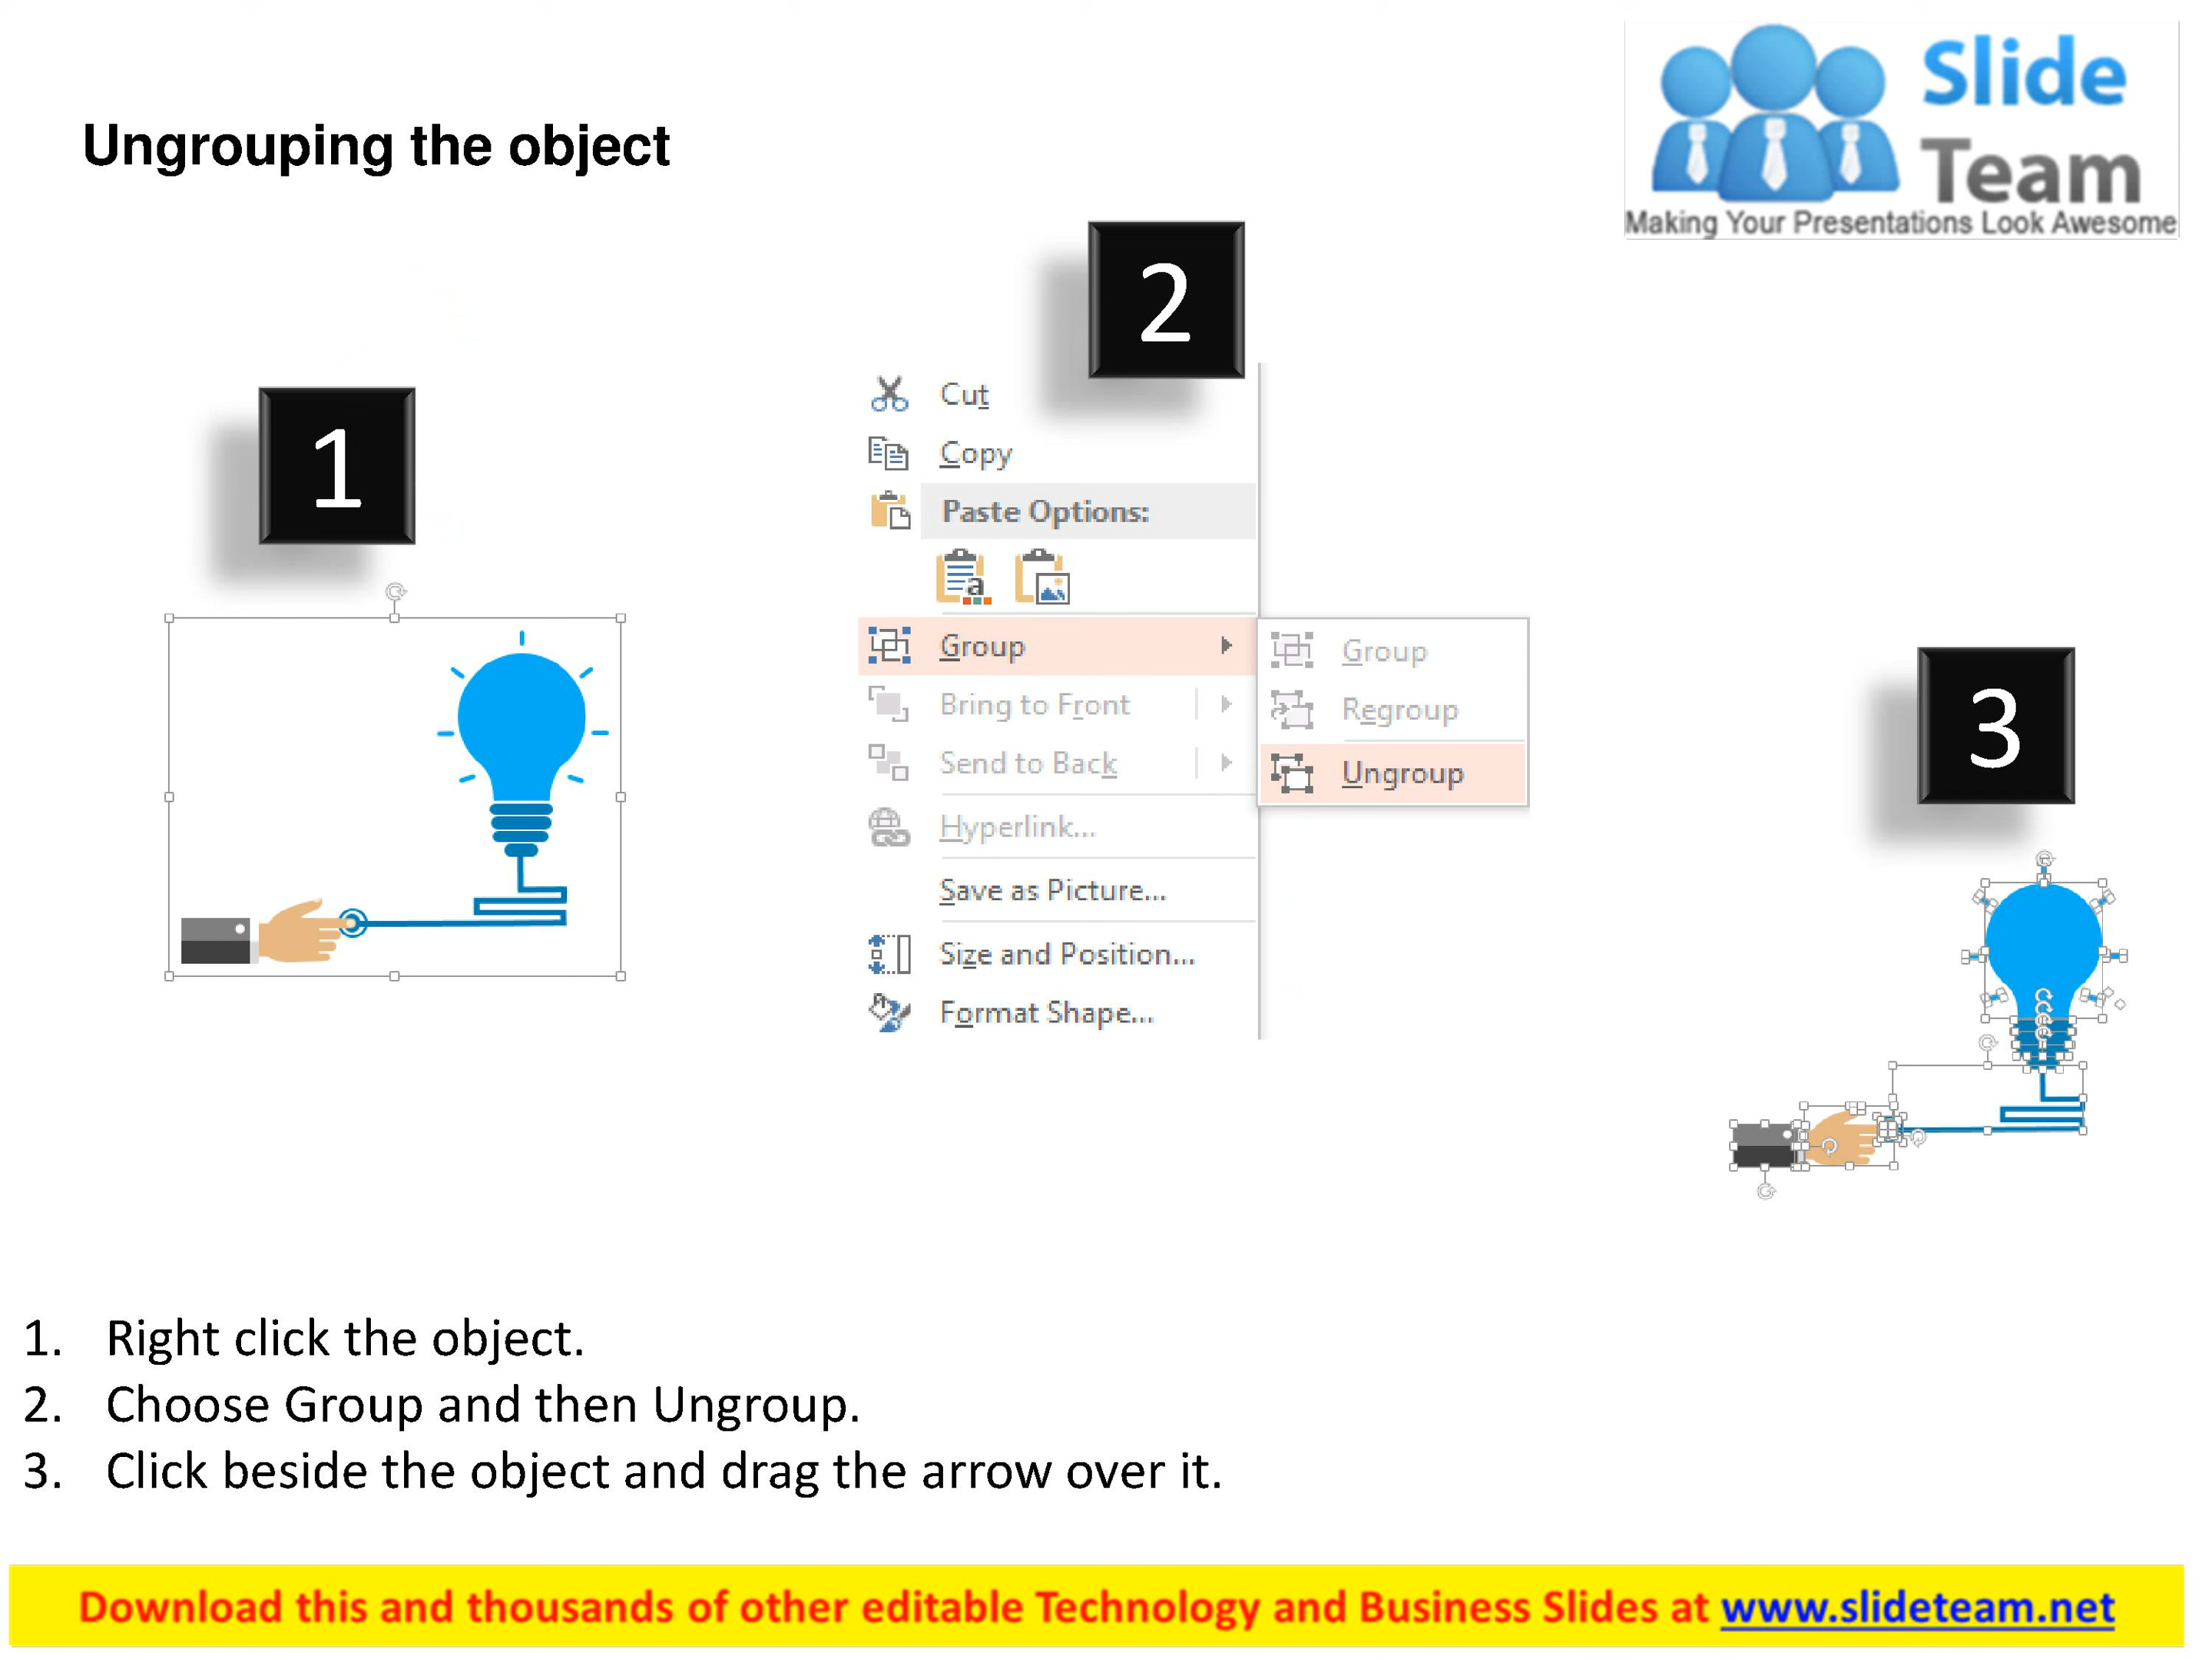 Slide
Team
Making Your Presentations Look Awesome
Ungrouping the object
1
2
Cut
Copy
Paste Options:
a
Group
Bring to Front
Send to Back
Hyperlink...
Save as Picture...
Size and Position...
Format Shape...
Group
Regroup
Ungroup
3
1. Right click the object.
2. Choose Group and then Ungroup.
3. Click beside the object and drag the arrow over it.
Download this and thousands of other editable Technology and Business Slides at www.slideteam.net